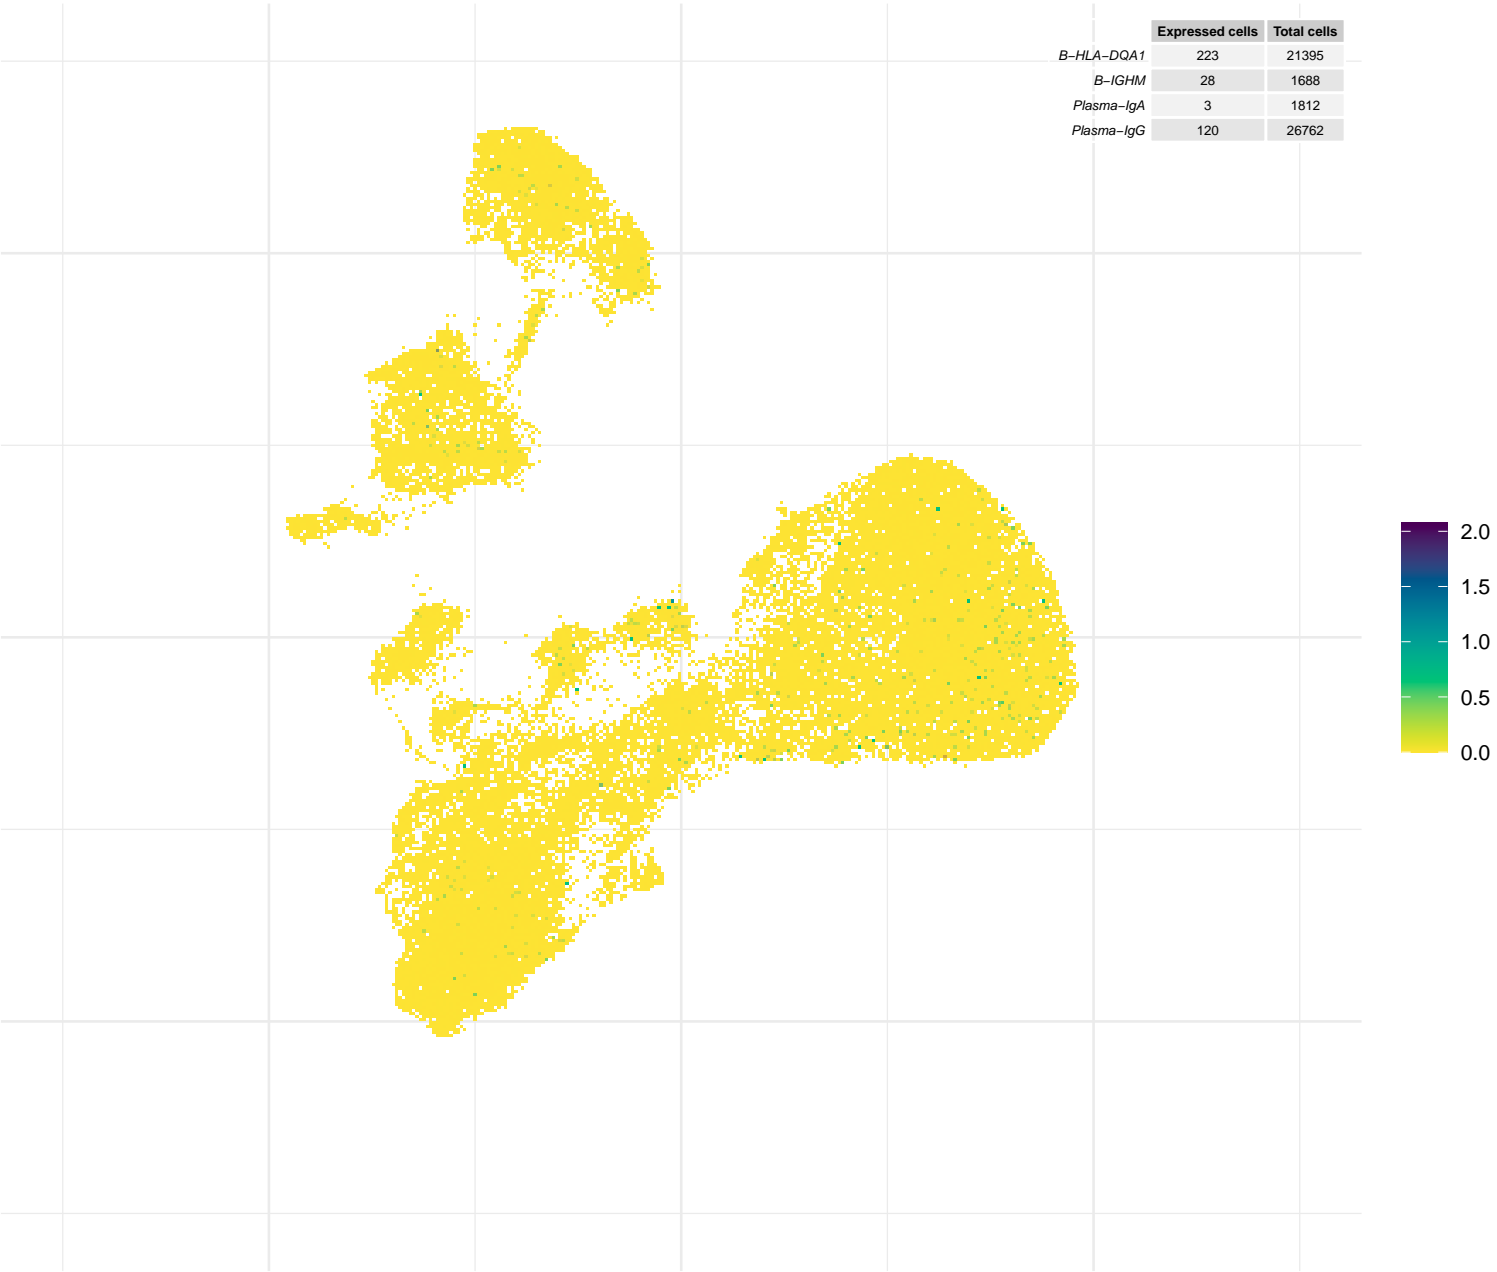 Expressed cells Total cells
B−HLA−DQA1 223 21395
B−IGHM 28 1688
Plasma−IgA 3 1812
Plasma−IgG 120 26762
2.0
1.5
1.0
0.5
0.0